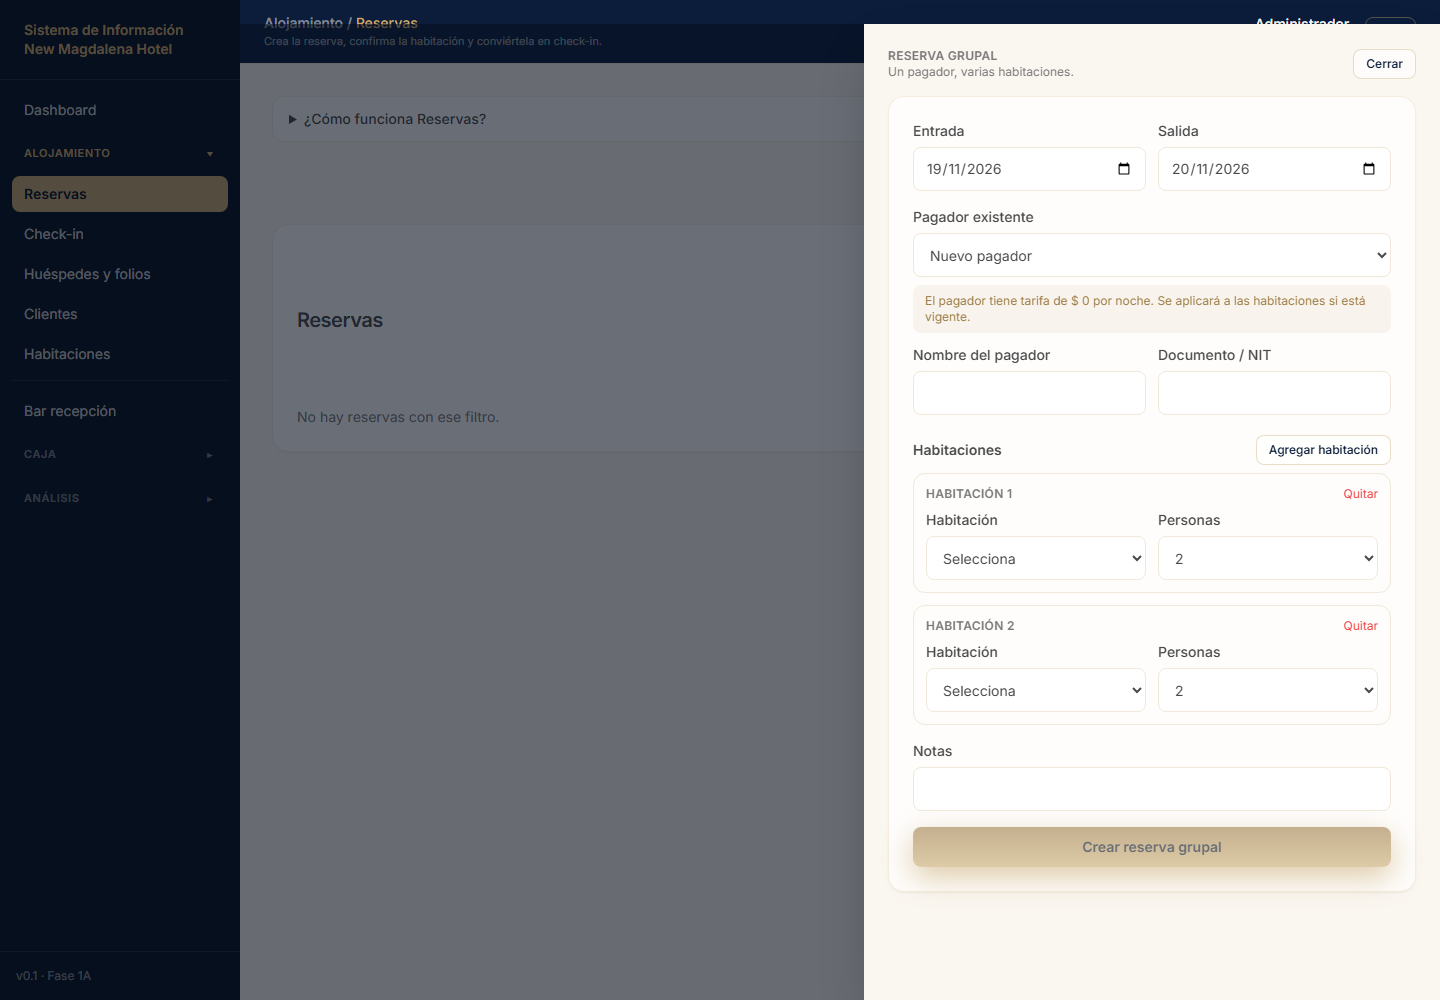 Sistema de Información
New Magdalena Hotel
Dashboard
ALOJAMIENTO
Reservas
Check-in
Huéspedes y folios
Clientes
Habitaciones
Bar recepción
CAJA
ANÁLISIS
v0.1 · Fase 1A
Alojamiento / Reservas
Crea la reserva, confirma la habitación y conviértela en check-in.
Administrador
¿Cómo funciona Reservas?
Reservas
No hay reservas con ese filtro.
RESERVA GRUPAL
Un pagador, varias habitaciones.
Cerrar
Entrada Salida
19/11/2026 20/11/2026
Pagador existente
Nuevo pagador
El pagador tiene tarifa de $ 0 por noche. Se aplicará a las habitaciones si está
vigente.
Nombre del pagador Documento / NIT
Habitaciones Agregar habitación
HABITACIÓN 1 Quitar
Habitación Personas
Selecciona 2
HABITACIÓN 2 Quitar
Habitación Personas
Selecciona 2
Notas
Crear reserva grupal